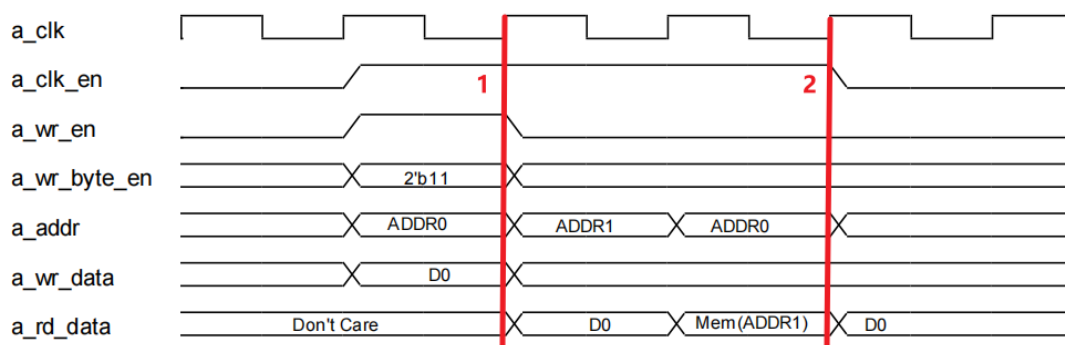 a_clk
a_clk_en 1 2
a_wr_en
a_wr_byte_en 2'b11
a_addr ADDR0 ADDR1 ADDR0
a_wr_data D0
a_rd_data Don't Care D0 Mem(ADDR1) D0